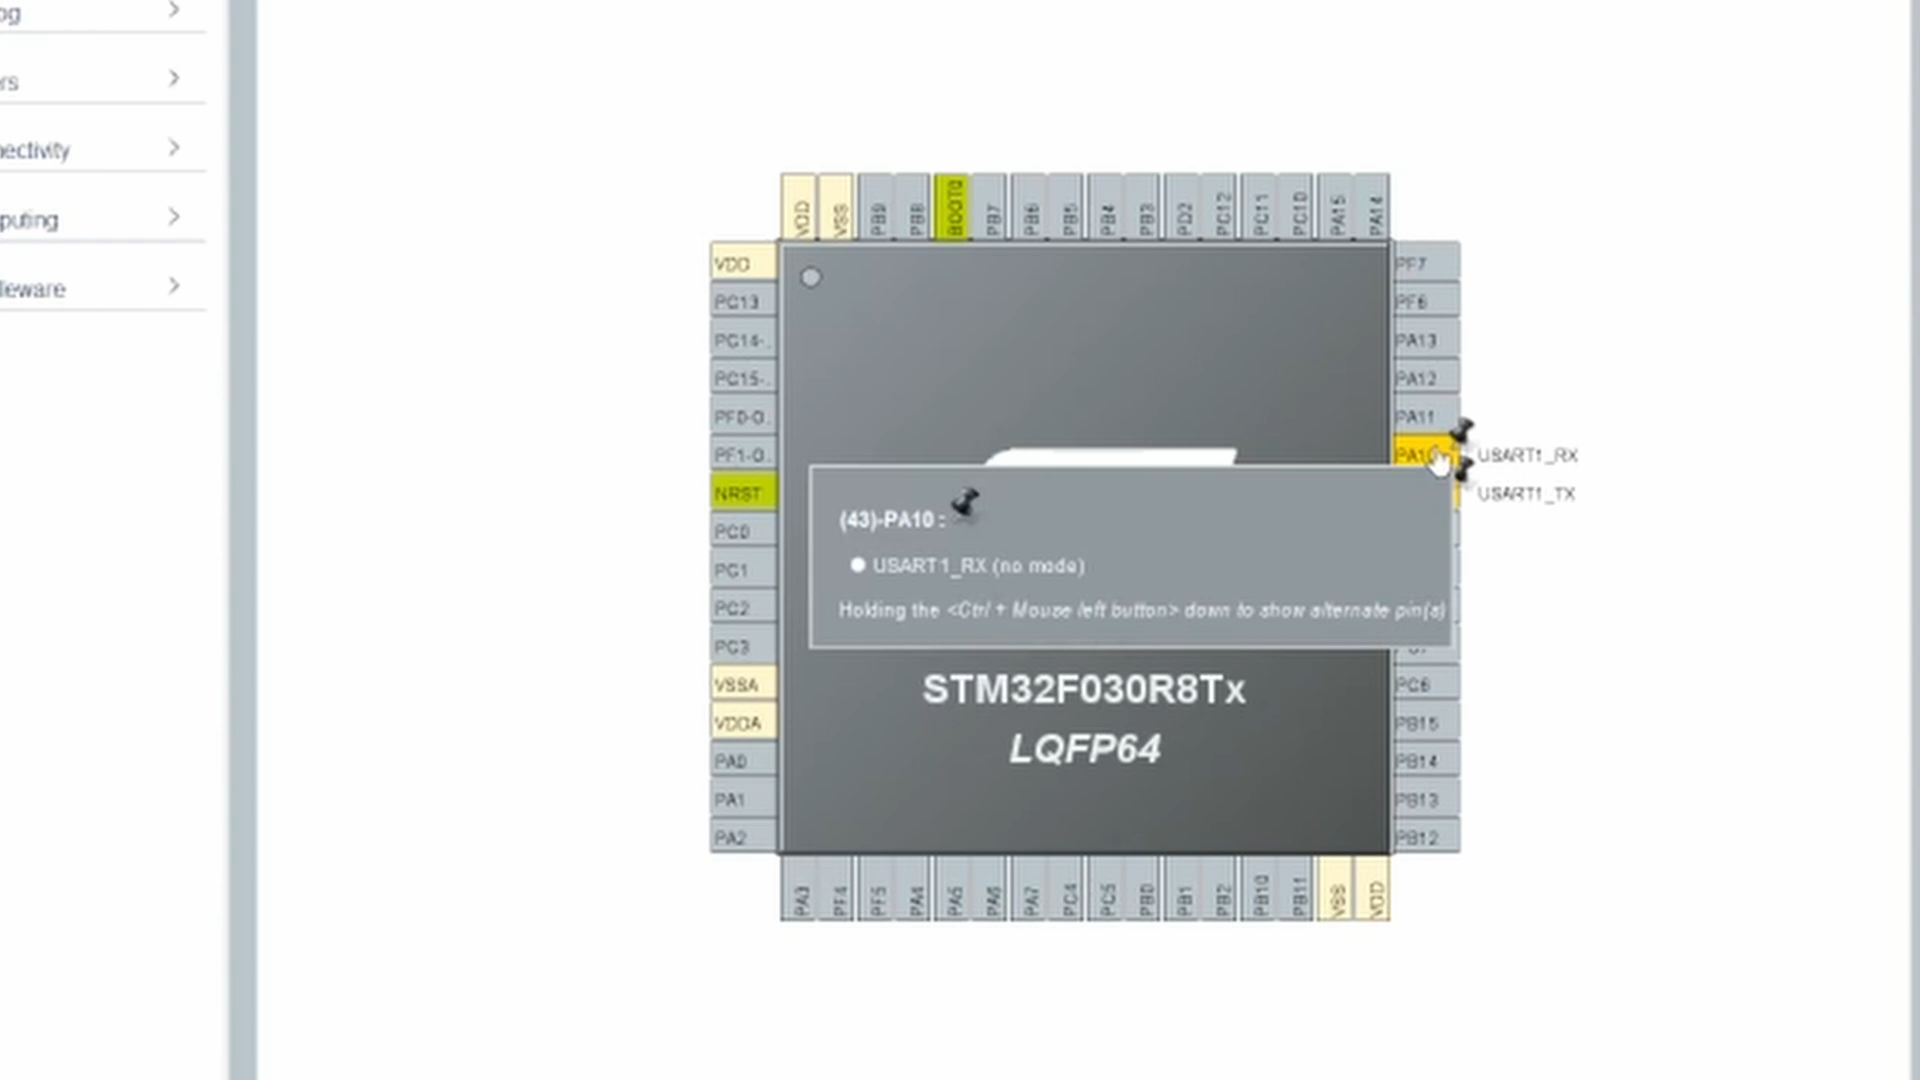 og
ers
nectivity
puting
leware
VDD
VSS
PB9
PB8
BOOT0
PB7
PB6
PB5
PB4
PB3
PD2
PC12
PC11
PC10
PA15
PA14
VDD
PC13
PC14-.
PC15-.
PF0-O.
PF1-O.
NRST
PC0
PC1
PC2
PC3
VSSA
VDDA
PA0
PA1
PA2
(43)-PA10 :
USART1_RX (no mode)
Holding the <Ctrl + Mouse left button> down to show alternate pin(s)
STM32F030R8Tx
LQFP64
PF7
PF6
PA13
PA12
PA11
PA10
USART1_RX
USART1_TX
PC6
PB15
PB14
PB13
PB12
PA3
PF4
PF5
PA4
PA5
PA6
PA7
PC4
PC5
PB0
PB1
PB2
PB10
PB11
VSS
VDD